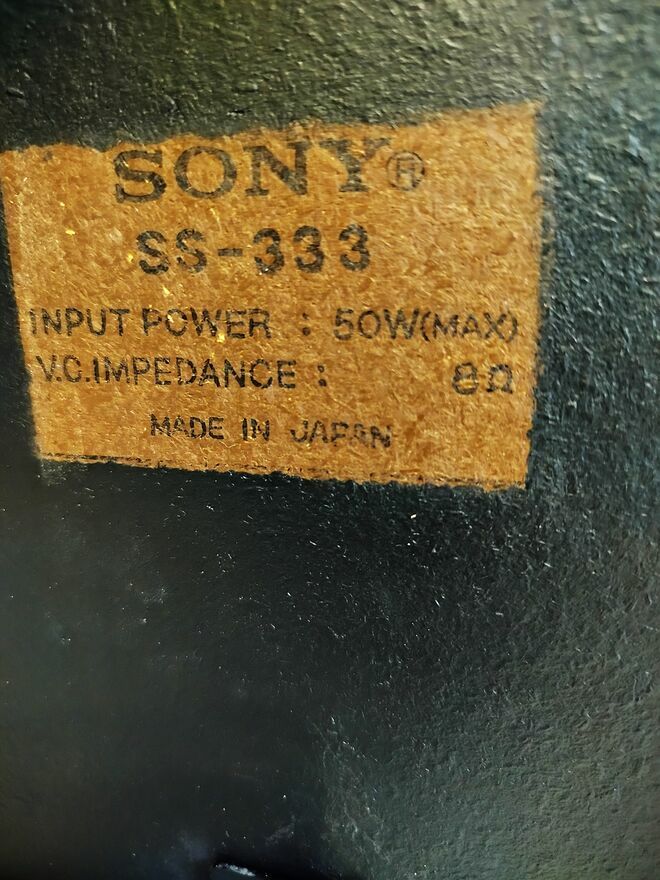 SONY®
SS-333
INPUT POWER : 50W(MAX)
V.C.IMPEDANCE : 8Ω
MADE IN JAPAN